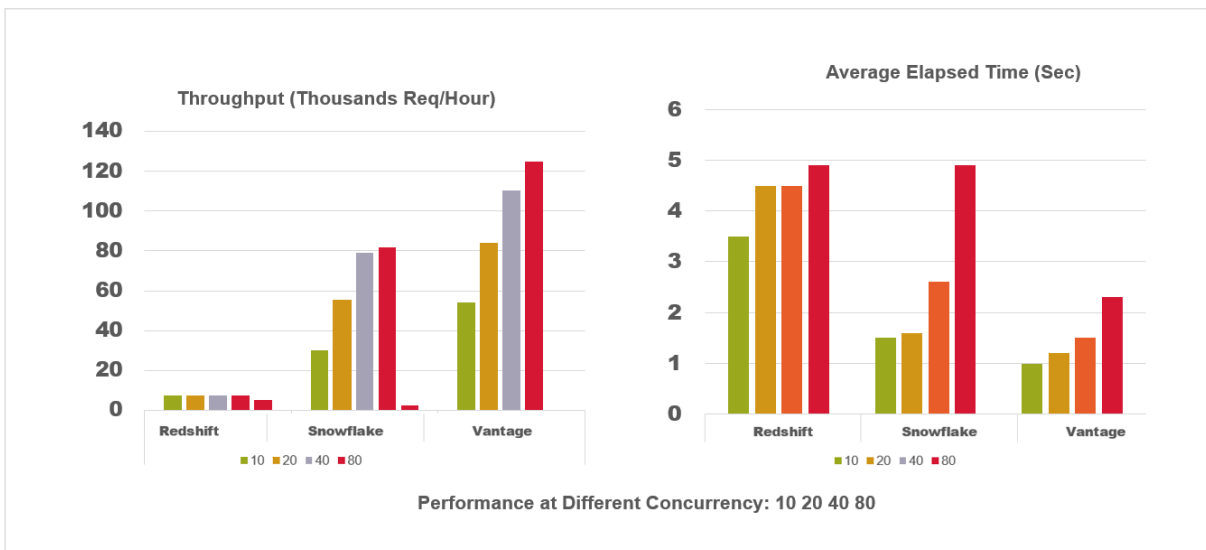 Throughput (Thousands Req/Hour)
140
120
100
80
60
40
20
0
Redshift Snowflake Vantage
10 20 40 80
Average Elapsed Time (Sec)
6
5
4
3
2
1
0
Redshift Snowflake Vantage
10 20 40 80
Performance at Different Concurrency: 10 20 40 80